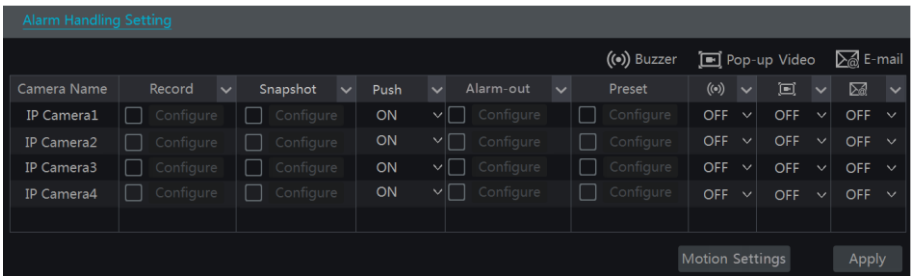 Alarm Handling Setting
Buzzer Pop-up Video E-mail
Camera Name Record Snapshot Push Alarm-out Preset
IP Camera1 Configure Configure ON Configure Configure OFF OFF OFF
IP Camera2 Configure Configure ON Configure Configure OFF OFF OFF
IP Camera3 Configure Configure ON Configure Configure OFF OFF OFF
IP Camera4 Configure Configure ON Configure Configure OFF OFF OFF
Motion Settings Apply